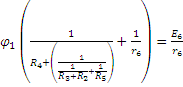 φ₁ ( 1 / ( R₄ + ( 1 / ( 1 / (R₃ + R₂) + 1 / R₅ ) ) ) + 1 / r₆ ) = E₆ / r₆